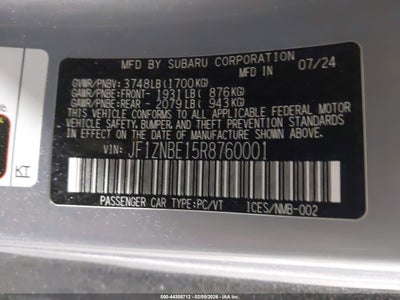 MFD BY SUBARU CORPORATION
GVWR/PNBV: 3748LB(1700KG) MFD IN 07/24
GAWR/PNBE:FRONT- 1931LB( 876KG)
GAWR/PNBE:REAR - 2079LB( 943KG)
THIS VEHICLE CONFORMS TO ALL APPLICABLE FEDERAL MOTOR
VEHICLE SAFETY,BUMPER,AND THEFT PREVENTION STANDARDS IN
EFFECT ON THE DATE OF MANUFACTURE SHOWN ABOVE.
VIN: JF1ZNBE15R8760001
PASSENGER CAR TYPE:PC/VT ICES/NMB-002
KT
000-44308712 - 02/05/2026 - IAA Inc.